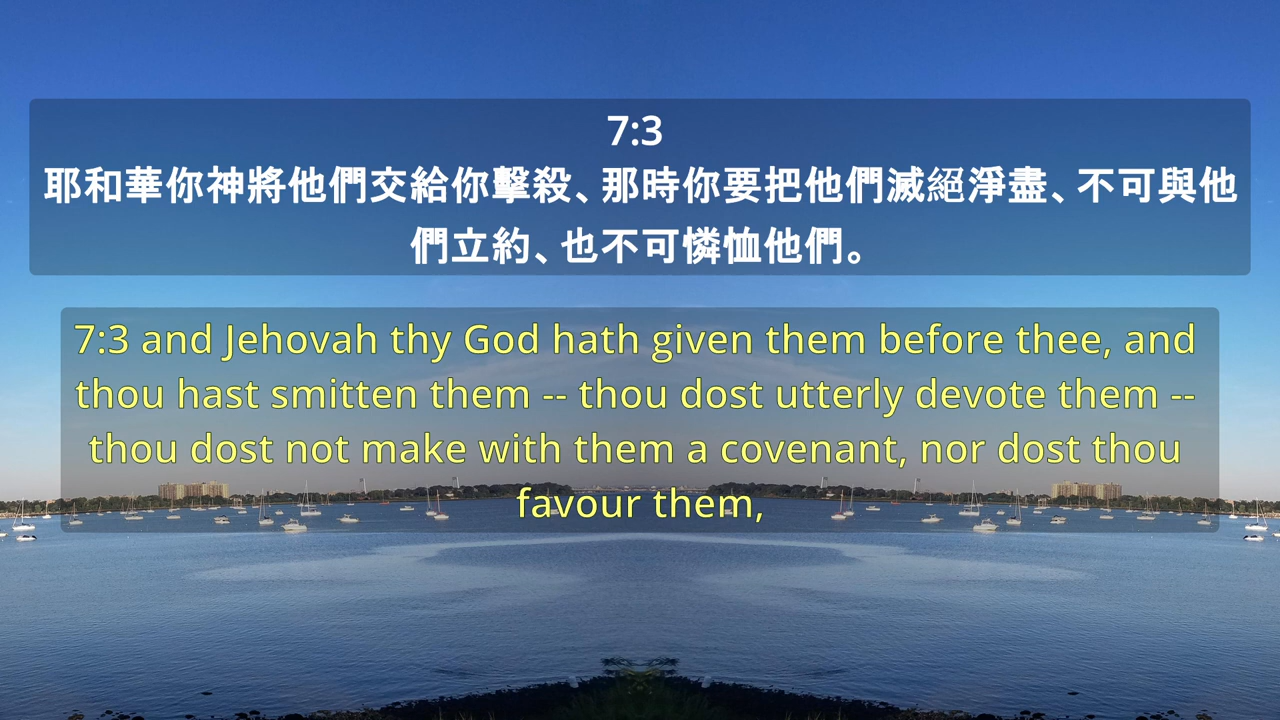 7:3
耶和華你神將他們交給你擊殺、那時你要把他們滅絕淨盡、不可與他
們立約、也不可憐恤他們。
7:3 and Jehovah thy God hath given them before thee, and
thou hast smitten them -- thou dost utterly devote them --
thou dost not make with them a covenant, nor dost thou
favour them,